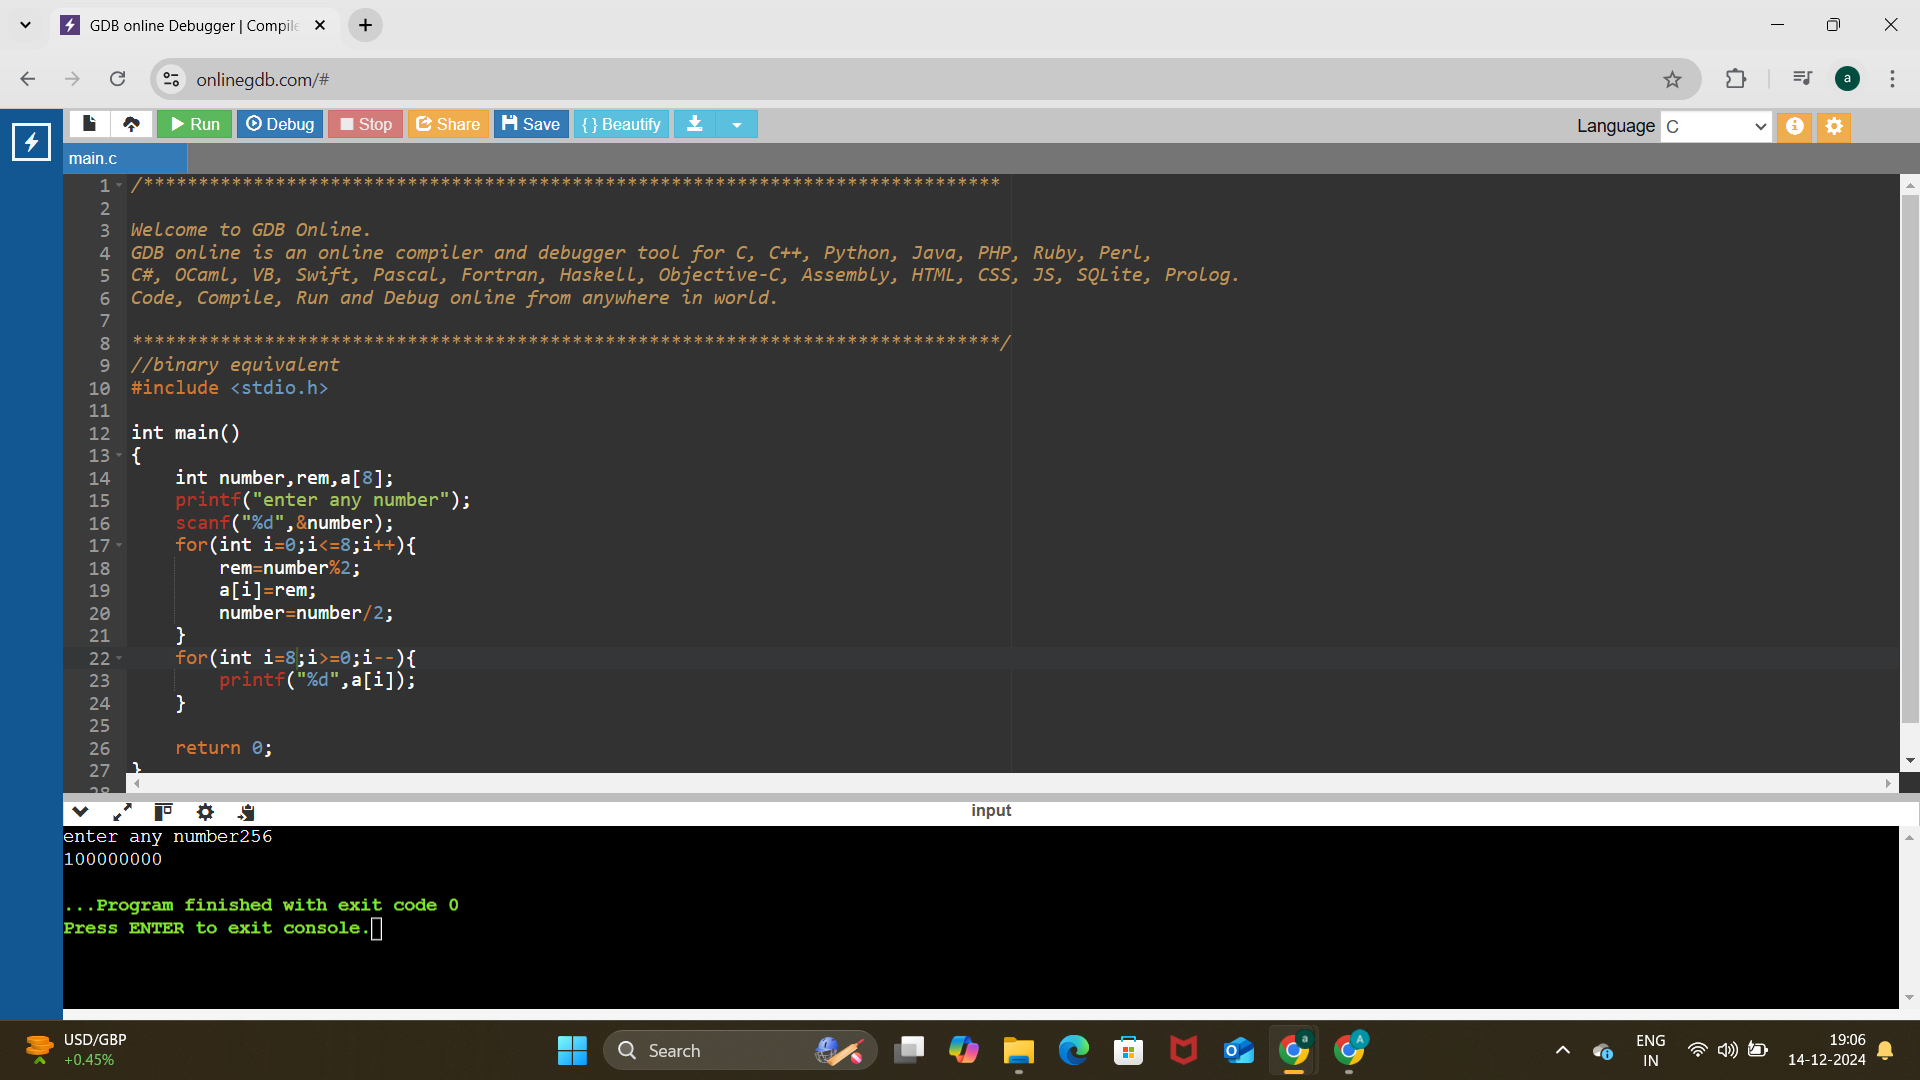 GDB online Debugger | Compile
onlinegdb.com/#
a
Run
Debug
Stop
Share
Save
{ } Beautify
Language
C
main.c
1 /******************************************************************************
2
3 Welcome to GDB Online.
4 GDB online is an online compiler and debugger tool for C, C++, Python, Java, PHP, Ruby, Perl,
5 C#, OCaml, VB, Swift, Pascal, Fortran, Haskell, Objective-C, Assembly, HTML, CSS, JS, SQLite, Prolog.
6 Code, Compile, Run and Debug online from anywhere in world.
7
8 *******************************************************************************/
9 //binary equivalent
10 #include <stdio.h>
11
12 int main()
13 {
14 int number,rem,a[8];
15 printf("enter any number");
16 scanf("%d",&number);
17 for(int i=0;i<=8;i++){
18 rem=number%2;
19 a[i]=rem;
20 number=number/2;
21 }
22 for(int i=8;i>=0;i--){
23 printf("%d",a[i]);
24 }
25
26 return 0;
27 }
28
input
enter any number256
100000000
...Program finished with exit code 0
Press ENTER to exit console.
USD/GBP
+0.45%
Search
a
A
ENG
IN
19:06
14-12-2024